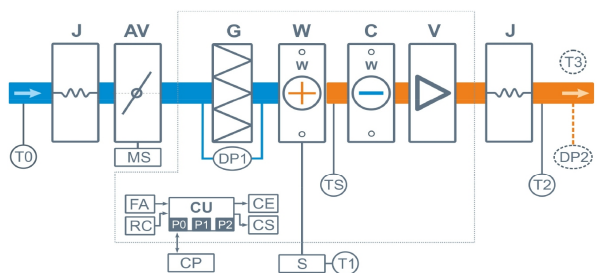 J AV G W C V J
w w
T3
T0 MS DP1 TS T2 DP2
FA CU CE
RC P0 P1 P2 CS
CP S T1